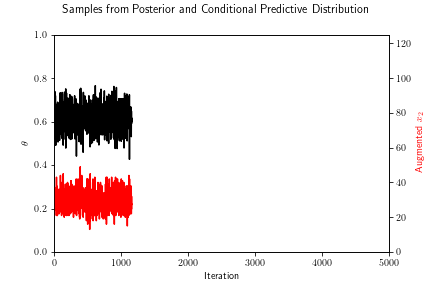 Samples from Posterior and Conditional Predictive Distribution
1.0
0.8
0.6
0.4
0.2
0.0
θ
120
100
80
60
40
20
0
Augmented x₂
0 1000 2000 3000 4000 5000
Iteration